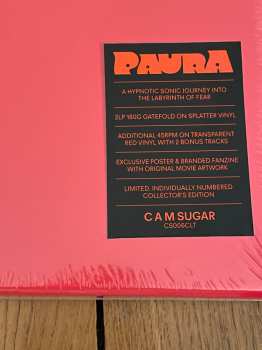 PAURA
A HYPNOTIC SONIC JOURNEY INTO
THE LABYRINTH OF FEAR
2LP 180G GATEFOLD ON SPLATTER VINYL
ADDITIONAL 45RPM ON TRANSPARENT
RED VINYL WITH 2 BONUS TRACKS
EXCLUSIVE POSTER & BRANDED FANZINE
WITH ORIGINAL MOVIE ARTWORK
LIMITED, INDIVIDUALLY NUMBERED
COLLECTOR'S EDITION
CAM SUGAR
CS006CLT